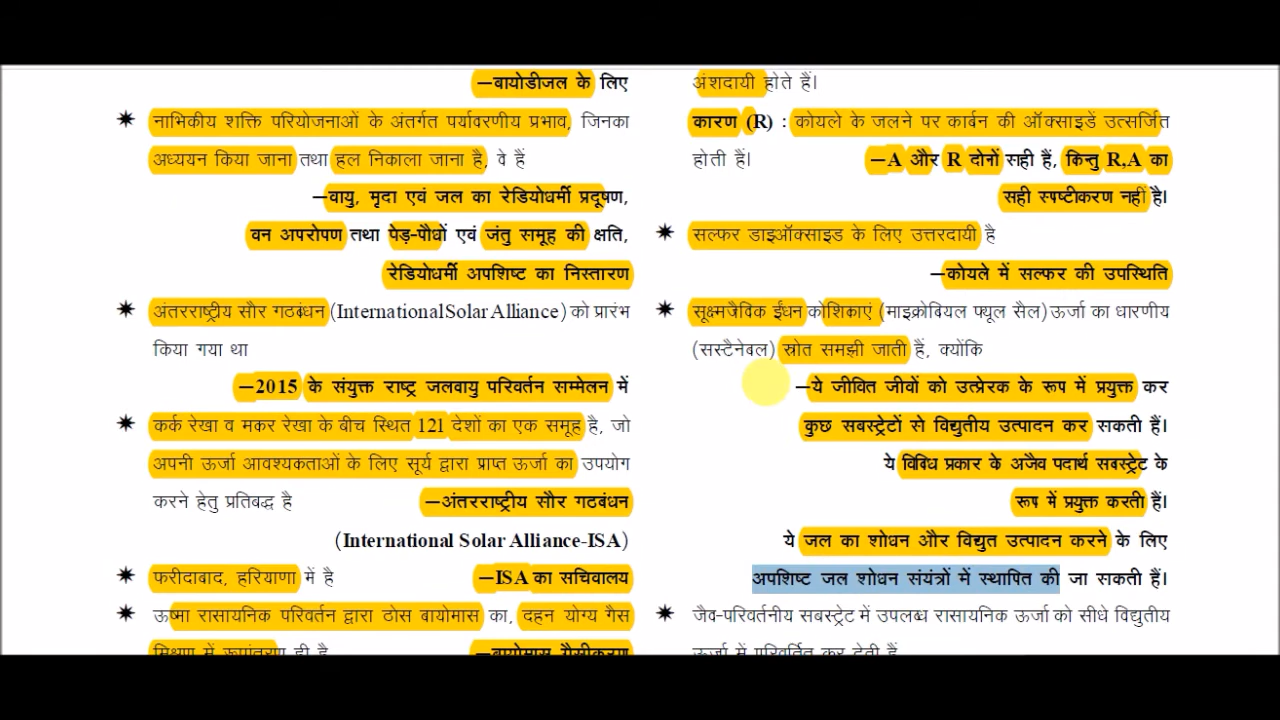 —बायोडीजल के लिए
✷ नाभिकीय शक्ति परियोजनाओं के अंतर्गत पर्यावरणीय प्रभाव, जिनका
अध्ययन किया जाना तथा हल निकाला जाना है, वे हैं
—वायु, मृदा एवं जल का रेडियोधर्मी प्रदूषण,
वन अपरोपण तथा पेड़-पौधों एवं जंतु समूह की क्षति,
रेडियोधर्मी अपशिष्ट का निस्तारण
✷ अंतरराष्ट्रीय सौर गठबंधन (International Solar Alliance) को प्रारंभ
किया गया था
—2015 के संयुक्त राष्ट्र जलवायु परिवर्तन सम्मेलन में
✷ कर्क रेखा व मकर रेखा के बीच स्थित 121 देशों का एक समूह है, जो
अपनी ऊर्जा आवश्यकताओं के लिए सूर्य द्वारा प्राप्त ऊर्जा का उपयोग
करने हेतु प्रतिबद्ध है —अंतरराष्ट्रीय सौर गठबंधन
(International Solar Alliance-ISA)
✷ फरीदाबाद, हरियाणा में है —ISA का सचिवालय
✷ ऊष्मा रासायनिक परिवर्तन द्वारा ठोस बायोमास का, दहन योग्य गैस
मिश्रण में रूपांतरण ही है —बायोमास गैसीकरण
अंशदायी होते हैं।
कारण (R) : कोयले के जलने पर कार्बन की ऑक्साइडें उत्सर्जित
होती हैं। —A और R दोनों सही हैं, किन्तु R,A का
सही स्पष्टीकरण नहीं है।
✷ सल्फर डाइऑक्साइड के लिए उत्तरदायी है
—कोयले में सल्फर की उपस्थिति
✷ सूक्ष्मजैविक ईंधन कोशिकाएं (माइक्रोबियल फ्यूल सैल) ऊर्जा का धारणीय
(सस्टैनेबल) स्रोत समझी जाती हैं, क्योंकि
—ये जीवित जीवों को उत्प्रेरक के रूप में प्रयुक्त कर
कुछ सबस्ट्रेटों से विद्युतीय उत्पादन कर सकती हैं।
ये विविध प्रकार के अजैव पदार्थ सबस्ट्रेट के
रूप में प्रयुक्त करती हैं।
ये जल का शोधन और विद्युत उत्पादन करने के लिए
अपशिष्ट जल शोधन संयंत्रों में स्थापित की जा सकती हैं।
✷ जैव-परिवर्तनीय सबस्ट्रेट में उपलब्ध रासायनिक ऊर्जा को सीधे विद्युतीय
ऊर्जा में परिवर्तित कर देती हैं